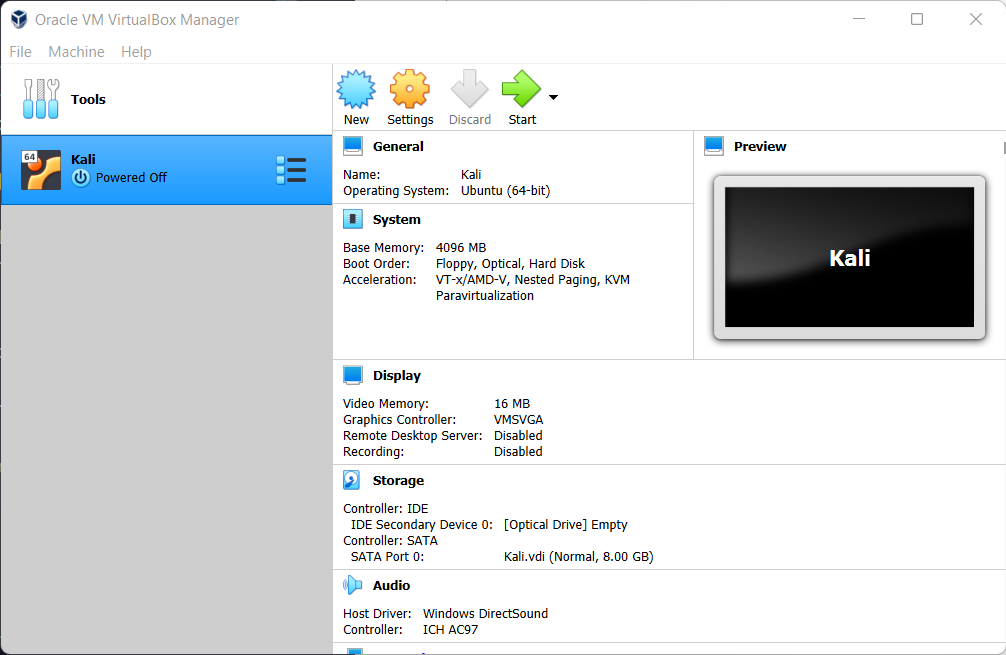 Oracle VM VirtualBox Manager
File Machine Help
Tools
New Settings Discard Start
64
Kali
Powered Off
General
Name: Kali
Operating System: Ubuntu (64-bit)
System
Base Memory: 4096 MB
Boot Order: Floppy, Optical, Hard Disk
Acceleration: VT-x/AMD-V, Nested Paging, KVM
Paravirtualization
Preview
Kali
Display
Video Memory: 16 MB
Graphics Controller: VMSVGA
Remote Desktop Server: Disabled
Recording: Disabled
Storage
Controller: IDE
IDE Secondary Device 0: [Optical Drive] Empty
Controller: SATA
SATA Port 0: Kali.vdi (Normal, 8.00 GB)
Audio
Host Driver: Windows DirectSound
Controller: ICH AC97